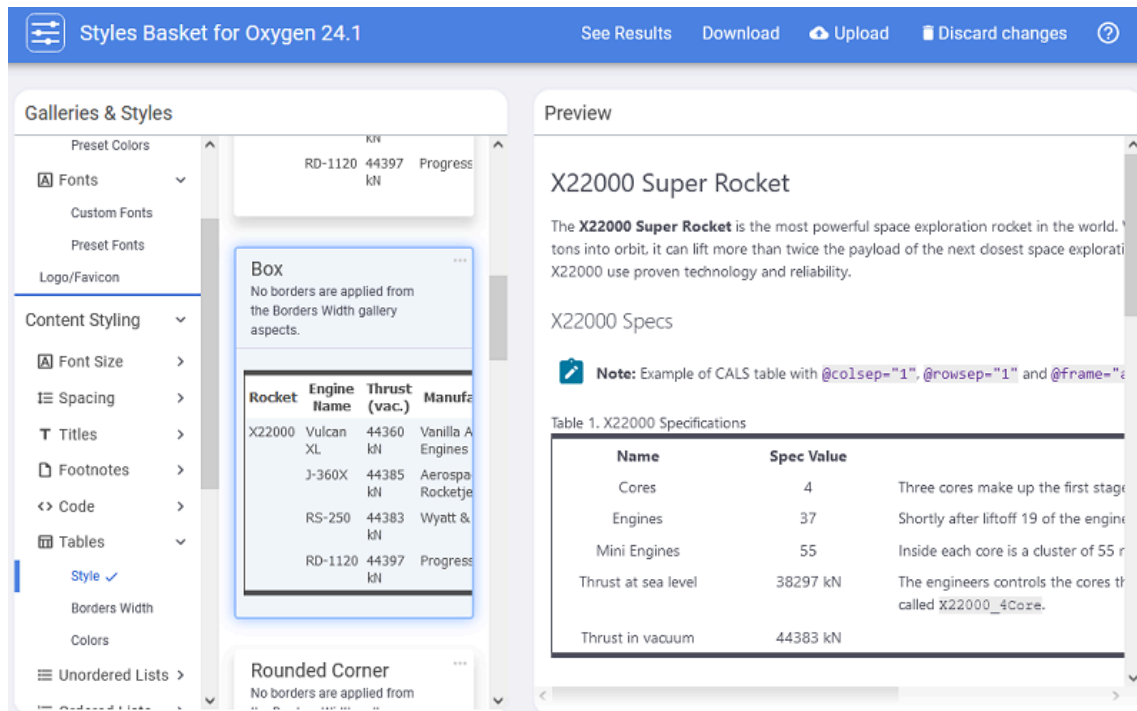 Styles Basket for Oxygen 24.1
See Results
Download
Upload
Discard changes
Galleries & Styles
Preset Colors
Fonts
Custom Fonts
Preset Fonts
Logo/Favicon
Content Styling
Font Size
Spacing
Titles
Footnotes
Code
Tables
Style
Borders Width
Colors
Unordered Lists
kN
RD-1120 44397 Progress
kN
Box
No borders are applied from
the Borders Width gallery
aspects.
Rocket Engine Name Thrust (vac.) Manufa
X22000 Vulcan 44360 Vanilla A
XL kN Engines
J-360X 44385 Aerospa
kN Rocketje
RS-250 44383 Wyatt &
kN
RD-1120 44397 Progress
kN
Rounded Corner
No borders are applied from
Preview
X22000 Super Rocket
The X22000 Super Rocket is the most powerful space exploration rocket in the world.
tons into orbit, it can lift more than twice the payload of the next closest space explorati
X22000 use proven technology and reliability.
X22000 Specs
Note: Example of CALS table with @colsep="1", @rowsep="1" and @frame="a
Table 1. X22000 Specifications
Name Spec Value
Cores 4 Three cores make up the first stage
Engines 37 Shortly after liftoff 19 of the engine
Mini Engines 55 Inside each core is a cluster of 55 r
Thrust at sea level 38297 kN The engineers controls the cores th
called X22000_4Core.
Thrust in vacuum 44383 kN